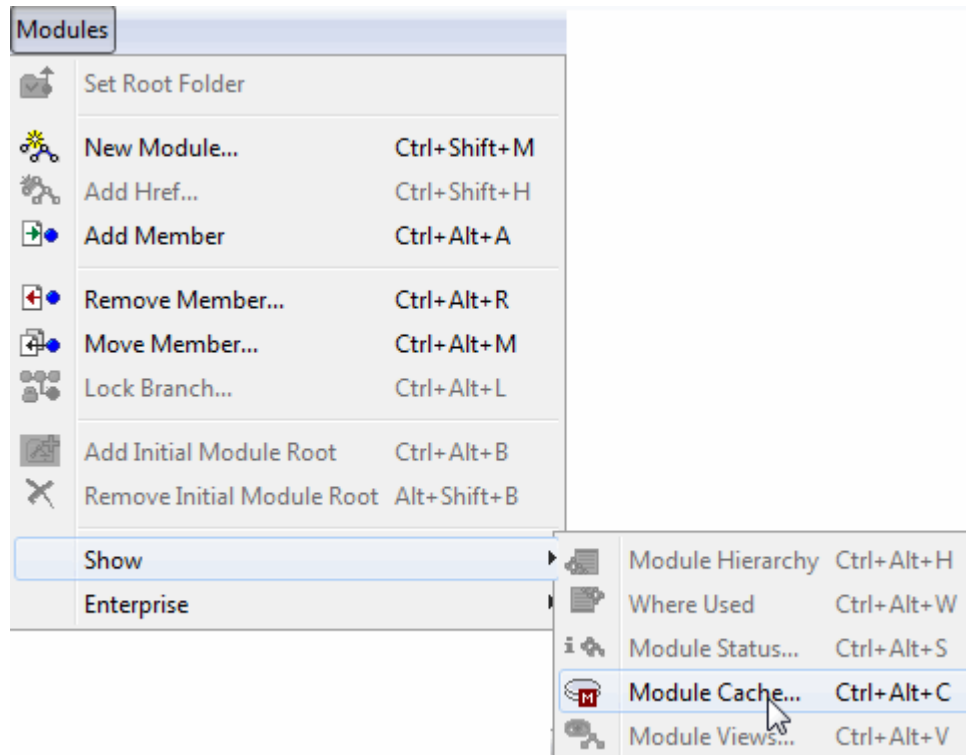 Modules
Set Root Folder
New Module... Ctrl+Shift+M
Add Href... Ctrl+Shift+H
Add Member Ctrl+Alt+A
Remove Member... Ctrl+Alt+R
Move Member... Ctrl+Alt+M
Lock Branch... Ctrl+Alt+L
Add Initial Module Root Ctrl+Alt+B
Remove Initial Module Root Alt+Shift+B
Show
Enterprise
Module Hierarchy Ctrl+Alt+H
Where Used Ctrl+Alt+W
Module Status... Ctrl+Alt+S
Module Cache... Ctrl+Alt+C
Module Views... Ctrl+Alt+V